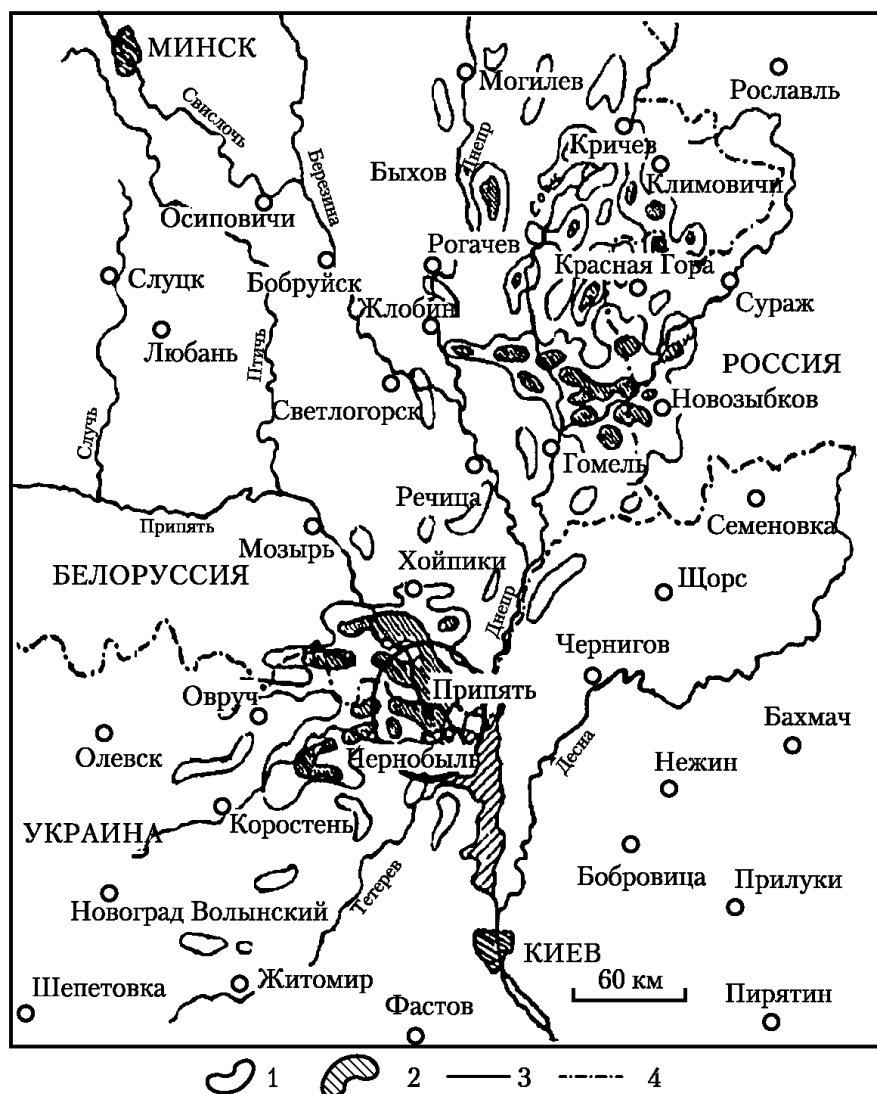 МИНСК
Могилев
Рославль
Свислочь
Днепр
Кричев
Березина
Быхов
Климовичи
Осиповичи
Рогачев
Слуцк
Бобруйск
Красная Гора
Сураж
Жлобин
Любань
Птичь
РОССИЯ
Светлогорск
Новозыбков
Случь
Гомель
Речица
Припять
Семеновка
Мозырь
Хойпики
БЕЛОРУССИЯ
Щорс
Днепр
Чернигов
Овруч
Припять
Бахмач
Олевск
Чернобыль
Десна
Нежин
УКРАИНА
Коростень
Тетерев
Бобровица
Прилуки
Новоград Волынский
КИЕВ
60 км
Житомир
Шепетовка
Фастов
Пирятин
1 2 3 4